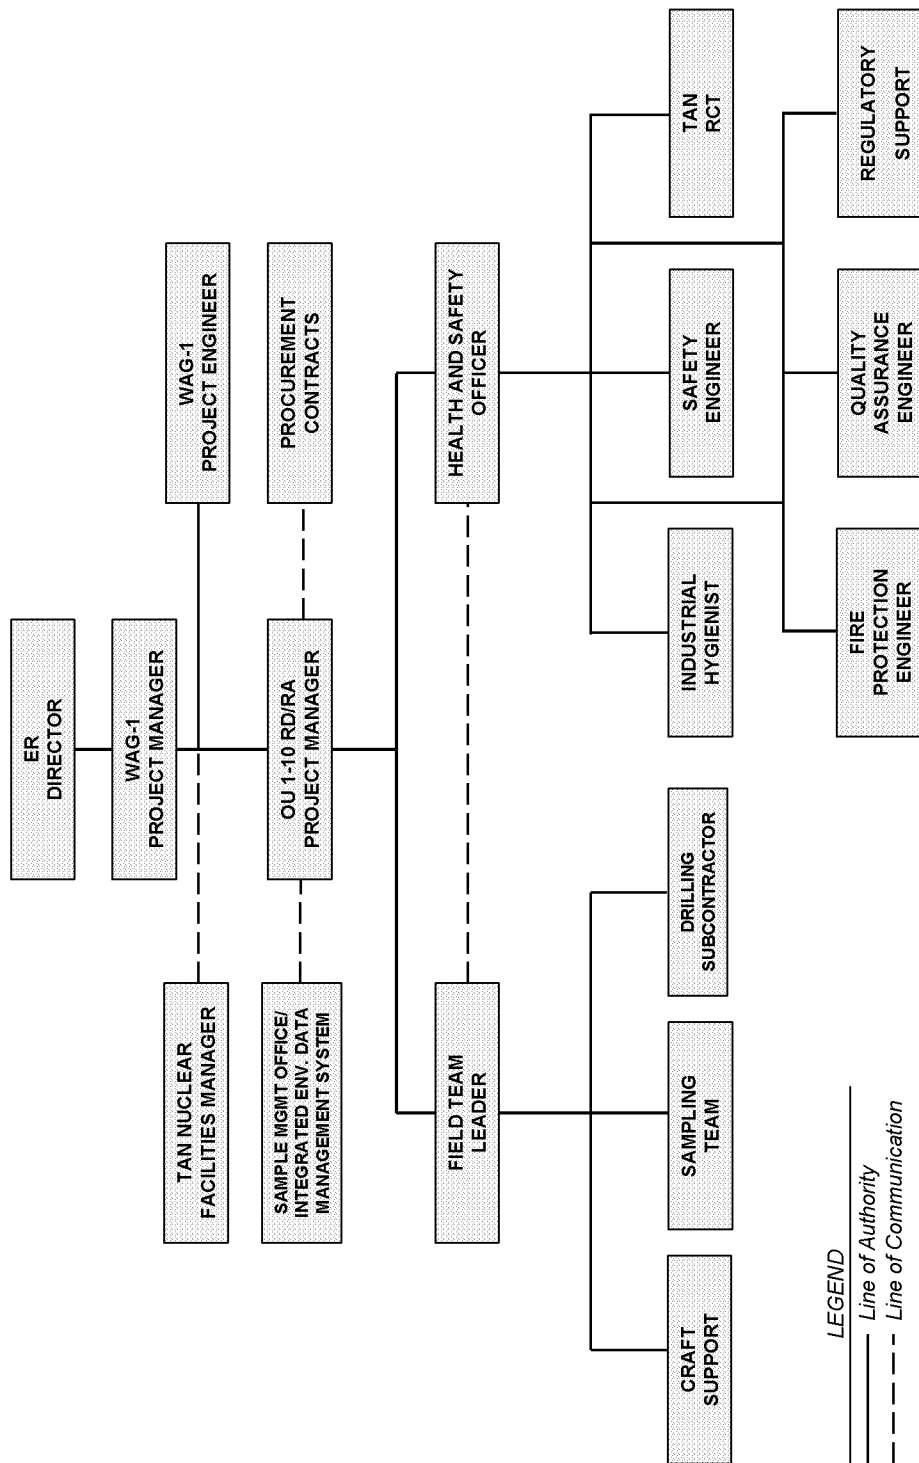 ER
DIRECTOR
WAG-1
PROJECT MANAGER
TAN NUCLEAR
FACILITIES MANAGER
WAG-1
PROJECT ENGINEER
SAMPLE MGMT OFFICE/
INTEGRATED ENV. DATA
MANAGEMENT SYSTEM
OU 1-10 RD/RA
PROJECT MANAGER
PROCUREMENT
CONTRACTS
FIELD TEAM
LEADER
HEALTH AND SAFETY
OFFICER
CRAFT
SUPPORT
SAMPLING
TEAM
DRILLING
SUBCONTRACTOR
INDUSTRIAL
HYGIENIST
SAFETY
ENGINEER
TAN
RCT
FIRE
PROTECTION
ENGINEER
QUALITY
ASSURANCE
ENGINEER
REGULATORY
SUPPORT
LEGEND
Line of Authority
Line of Communication